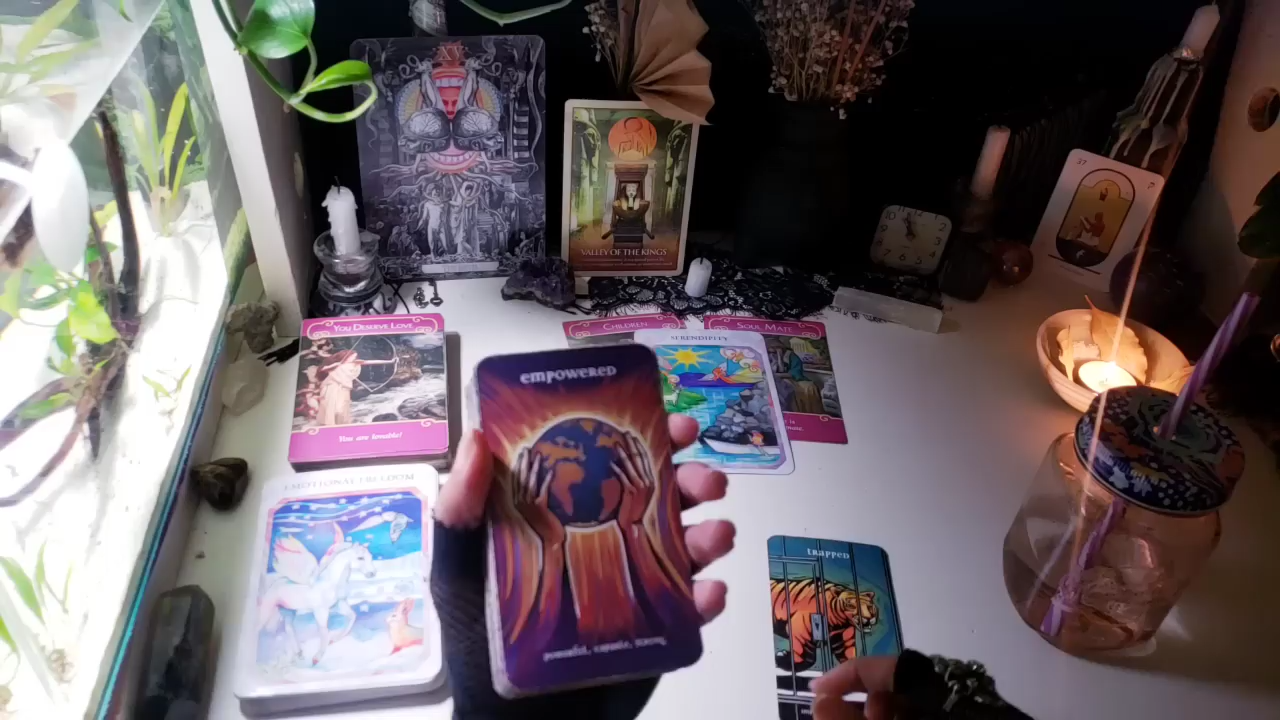 XV
VALLEY OF THE KINGS
YOU DESERVE LOVE
You are lovable!
CHILDREN
SOUL MATE
SERENDIPITY
EMPOWERED
powerful, capable, strong
EMOTIONAL FREEDOM
trapped